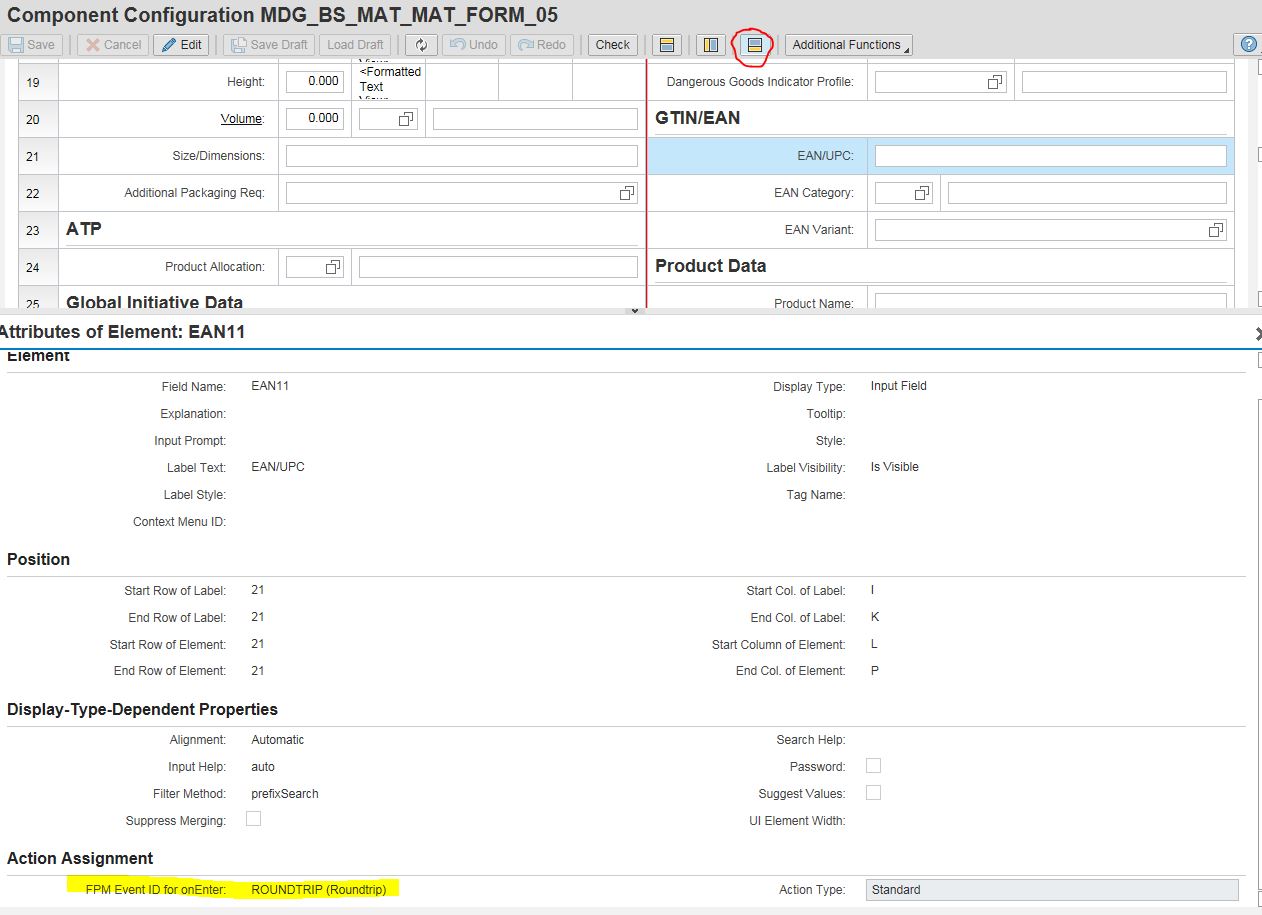 Component Configuration MDG_BS_MAT_MAT_FORM_05
Save Cancel Edit Save Draft Load Draft Undo Redo Check Additional Functions
19 Height: 0.000 <Formatted Text Dangerous Goods Indicator Profile:
20 Volume: 0.000 GTIN/EAN
21 Size/Dimensions: EAN/UPC:
22 Additional Packaging Req: EAN Category:
23 ATP EAN Variant:
24 Product Allocation: Product Data
25 Global Initiative Data Product Name:
Attributes of Element: EAN11
Element
Field Name: EAN11 Display Type: Input Field
Explanation: Tooltip:
Input Prompt: Style:
Label Text: EAN/UPC Label Visibility: Is Visible
Label Style: Tag Name:
Context Menu ID:
Position
Start Row of Label: 21 Start Col. of Label: I
End Row of Label: 21 End Col. of Label: K
Start Row of Element: 21 Start Column of Element: L
End Row of Element: 21 End Col. of Element: P
Display-Type-Dependent Properties
Alignment: Automatic Search Help:
Input Help: auto Password:
Filter Method: prefixSearch Suggest Values:
Suppress Merging: UI Element Width:
Action Assignment
FPM Event ID for onEnter: ROUNDTRIP (Roundtrip) Action Type: Standard